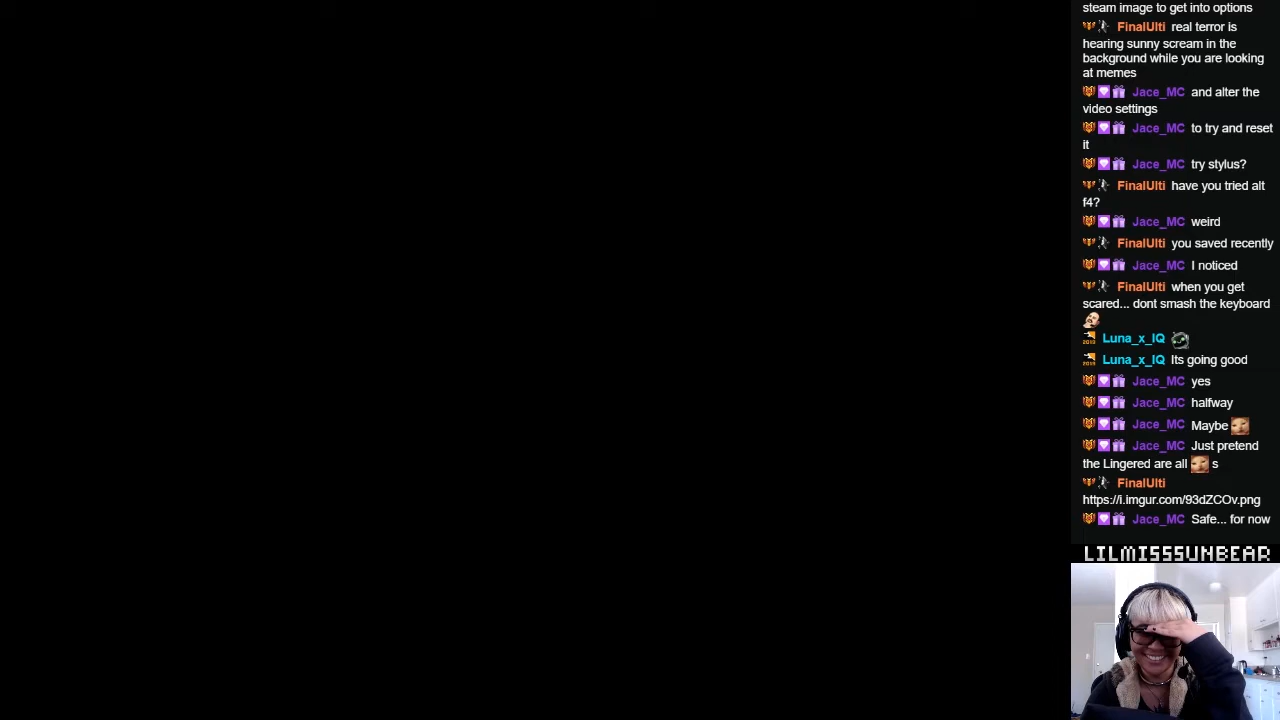 steam image to get into options
FinalUlti real terror is
hearing sunny scream in the
background while you are looking
at memes
Jace_MC and alter the
video settings
Jace_MC to try and reset
it
Jace_MC try stylus?
FinalUlti have you tried alt
f4?
Jace_MC weird
FinalUlti you saved recently
Jace_MC I noticed
FinalUlti when you get
scared... dont smash the keyboard
Luna_x_IQ
Luna_x_IQ Its going good
Jace_MC yes
Jace_MC halfway
Jace_MC Maybe
Jace_MC Just pretend
the Lingered are all s
FinalUlti
https://i.imgur.com/93dZCOv.png
Jace_MC Safe... for now
LILMISSSUNBEAR